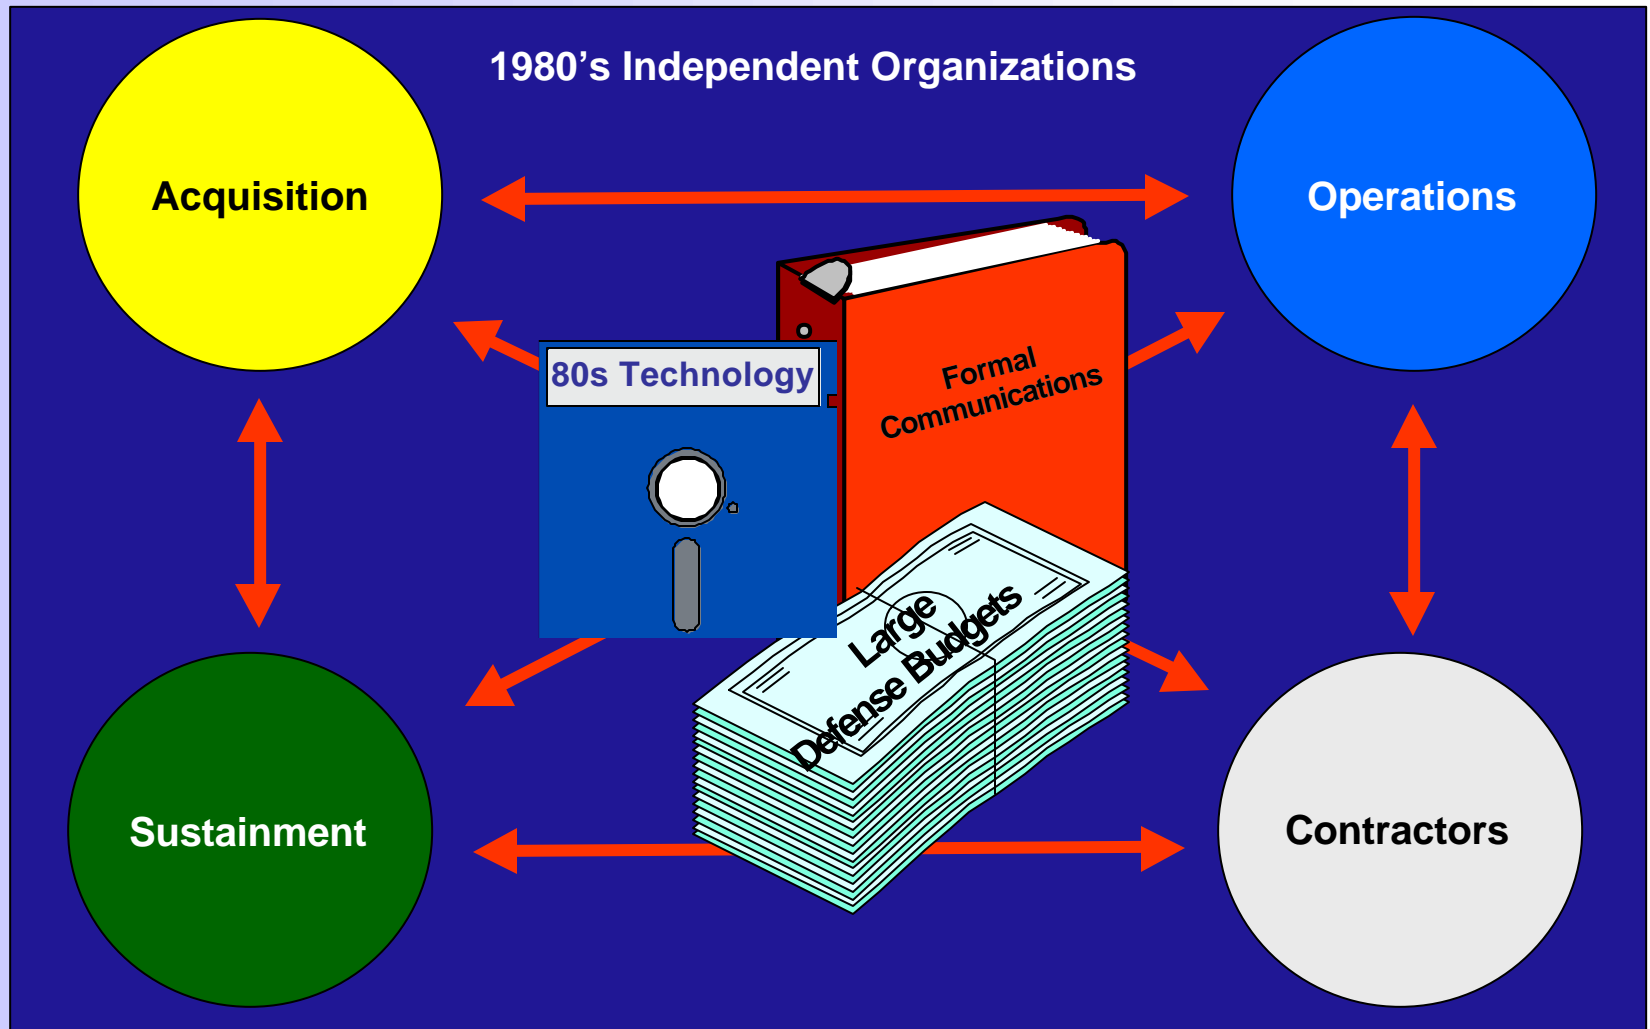 1980’s Independent Organizations
Acquisition
Operations
80s Technology
Formal
Communications
Large
Defense Budgets
Sustainment
Contractors